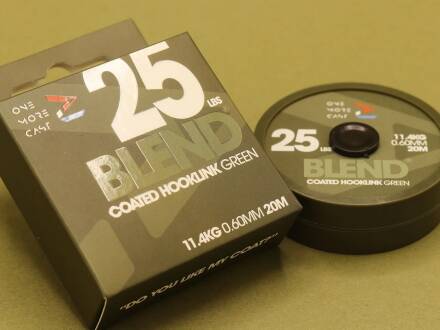 ONE
MORE
CAST
25 LBS
BLEND
COATED HOOKLINK GREEN
11.4KG 0.60MM 20M
"DO YOU LIKE MY COAT?"
ONE
MORE
CAST
25 LBS
11.4KG
0.60MM
20M
BLEND
COATED HOOKLINK GREEN